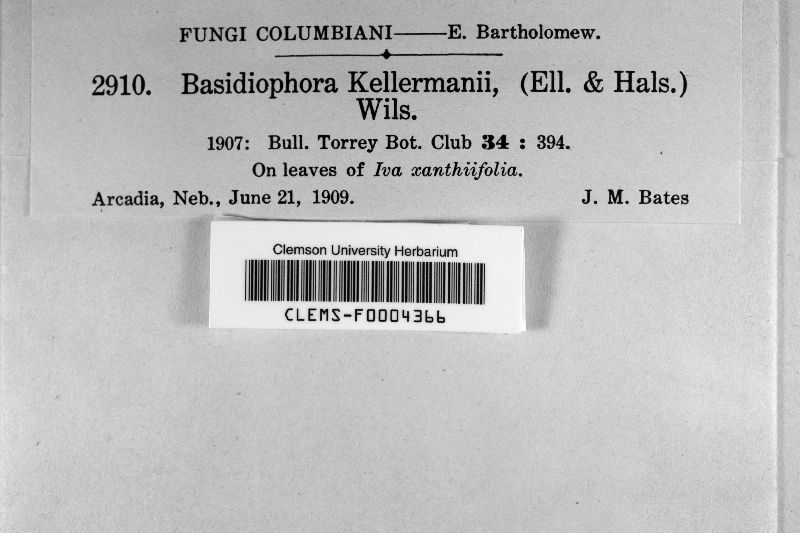 FUNGI COLUMBIANI——E. Bartholomew.
2910. Basidiophora Kellermanii, (Ell. & Hals.)
Wils.
1907: Bull. Torrey Bot. Club 34 : 394.
On leaves of Iva xanthiifolia.
Arcadia, Neb., June 21, 1909. J. M. Bates
Clemson University Herbarium
CLEMS-F0004366